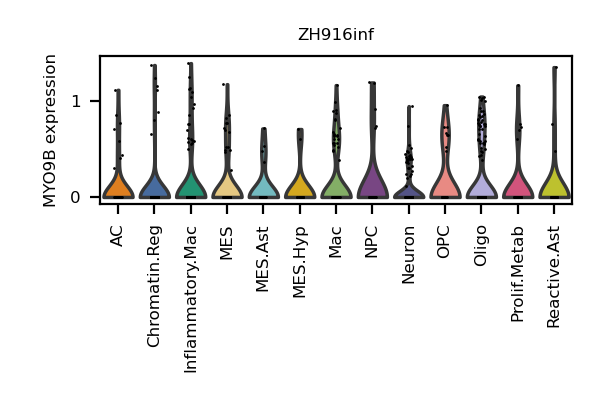 ZH916inf
MYO9B expression
1
0
AC
Chromatin.Reg
Inflammatory.Mac
MES
MES.Ast
MES.Hyp
Mac
NPC
Neuron
OPC
Oligo
Prolif.Metab
Reactive.Ast